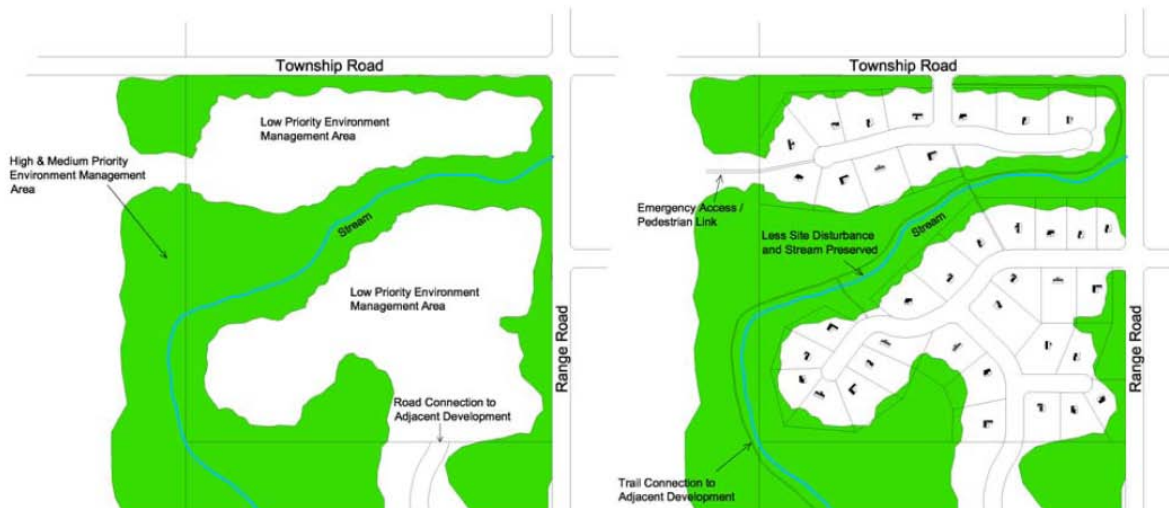 Township Road
Low Priority Environment
Management Area
High & Medium Priority
Environment Management
Area
Stream
Low Priority Environment
Management Area
Range Road
Road Connection to
Adjacent Development
Township Road
Emergency Access /
Pedestrian Link
Stream
Less Site Disturbance
and Stream Preserved
Range Road
Trail Connection to
Adjacent Development